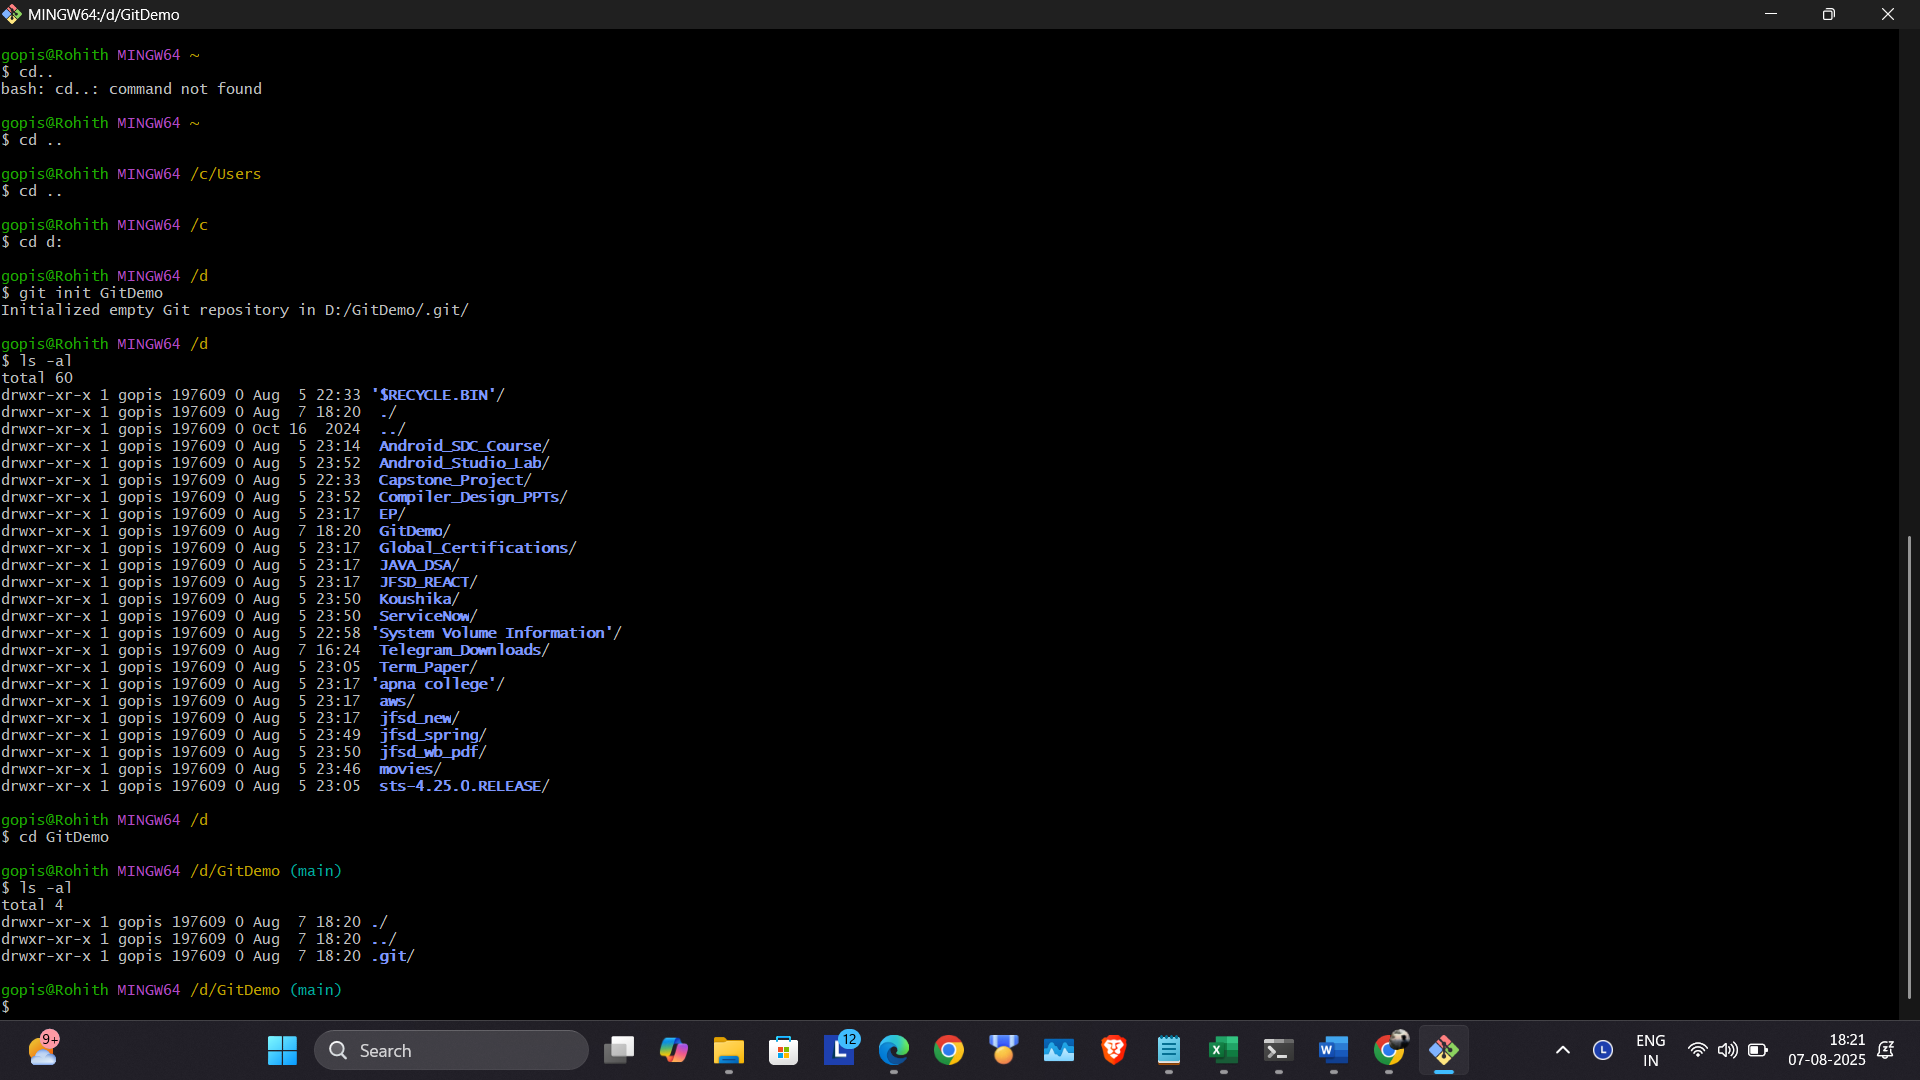 MINGW64:/d/GitDemo
gopis@Rohith MINGW64 ~
$ cd..
bash: cd..: command not found
gopis@Rohith MINGW64 ~
$ cd ..
gopis@Rohith MINGW64 /c/Users
$ cd ..
gopis@Rohith MINGW64 /c
$ cd d:
gopis@Rohith MINGW64 /d
$ git init GitDemo
Initialized empty Git repository in D:/GitDemo/.git/
gopis@Rohith MINGW64 /d
$ ls -al
total 60
drwxr-xr-x 1 gopis 197609 0 Aug  5 22:33 '$RECYCLE.BIN'/
drwxr-xr-x 1 gopis 197609 0 Aug  7 18:20  ./
drwxr-xr-x 1 gopis 197609 0 Oct 16  2024  ../
drwxr-xr-x 1 gopis 197609 0 Aug  5 23:14  Android_SDC_Course/
drwxr-xr-x 1 gopis 197609 0 Aug  5 23:52  Android_Studio_Lab/
drwxr-xr-x 1 gopis 197609 0 Aug  5 22:33  Capstone_Project/
drwxr-xr-x 1 gopis 197609 0 Aug  5 23:52  Compiler_Design_PPTs/
drwxr-xr-x 1 gopis 197609 0 Aug  5 23:17  EP/
drwxr-xr-x 1 gopis 197609 0 Aug  7 18:20  GitDemo/
drwxr-xr-x 1 gopis 197609 0 Aug  5 23:17  Global_Certifications/
drwxr-xr-x 1 gopis 197609 0 Aug  5 23:17  JAVA_DSA/
drwxr-xr-x 1 gopis 197609 0 Aug  5 23:17  JFSD_REACT/
drwxr-xr-x 1 gopis 197609 0 Aug  5 23:50  Koushika/
drwxr-xr-x 1 gopis 197609 0 Aug  5 23:50  ServiceNow/
drwxr-xr-x 1 gopis 197609 0 Aug  5 22:58 'System Volume Information'/
drwxr-xr-x 1 gopis 197609 0 Aug  7 16:24  Telegram_Downloads/
drwxr-xr-x 1 gopis 197609 0 Aug  5 23:05  Term_Paper/
drwxr-xr-x 1 gopis 197609 0 Aug  5 23:17 'apna college'/
drwxr-xr-x 1 gopis 197609 0 Aug  5 23:17  aws/
drwxr-xr-x 1 gopis 197609 0 Aug  5 23:17  jfsd_new/
drwxr-xr-x 1 gopis 197609 0 Aug  5 23:49  jfsd_spring/
drwxr-xr-x 1 gopis 197609 0 Aug  5 23:50  jfsd_wb_pdf/
drwxr-xr-x 1 gopis 197609 0 Aug  5 23:46  movies/
drwxr-xr-x 1 gopis 197609 0 Aug  5 23:05  sts-4.25.0.RELEASE/
gopis@Rohith MINGW64 /d
$ cd GitDemo
gopis@Rohith MINGW64 /d/GitDemo (main)
$ ls -al
total 4
drwxr-xr-x 1 gopis 197609 0 Aug  7 18:20 ./
drwxr-xr-x 1 gopis 197609 0 Aug  7 18:20 ../
drwxr-xr-x 1 gopis 197609 0 Aug  7 18:20 .git/
gopis@Rohith MINGW64 /d/GitDemo (main)
$
9+
Search
L 12
ENG
IN
18:21
07-08-2025